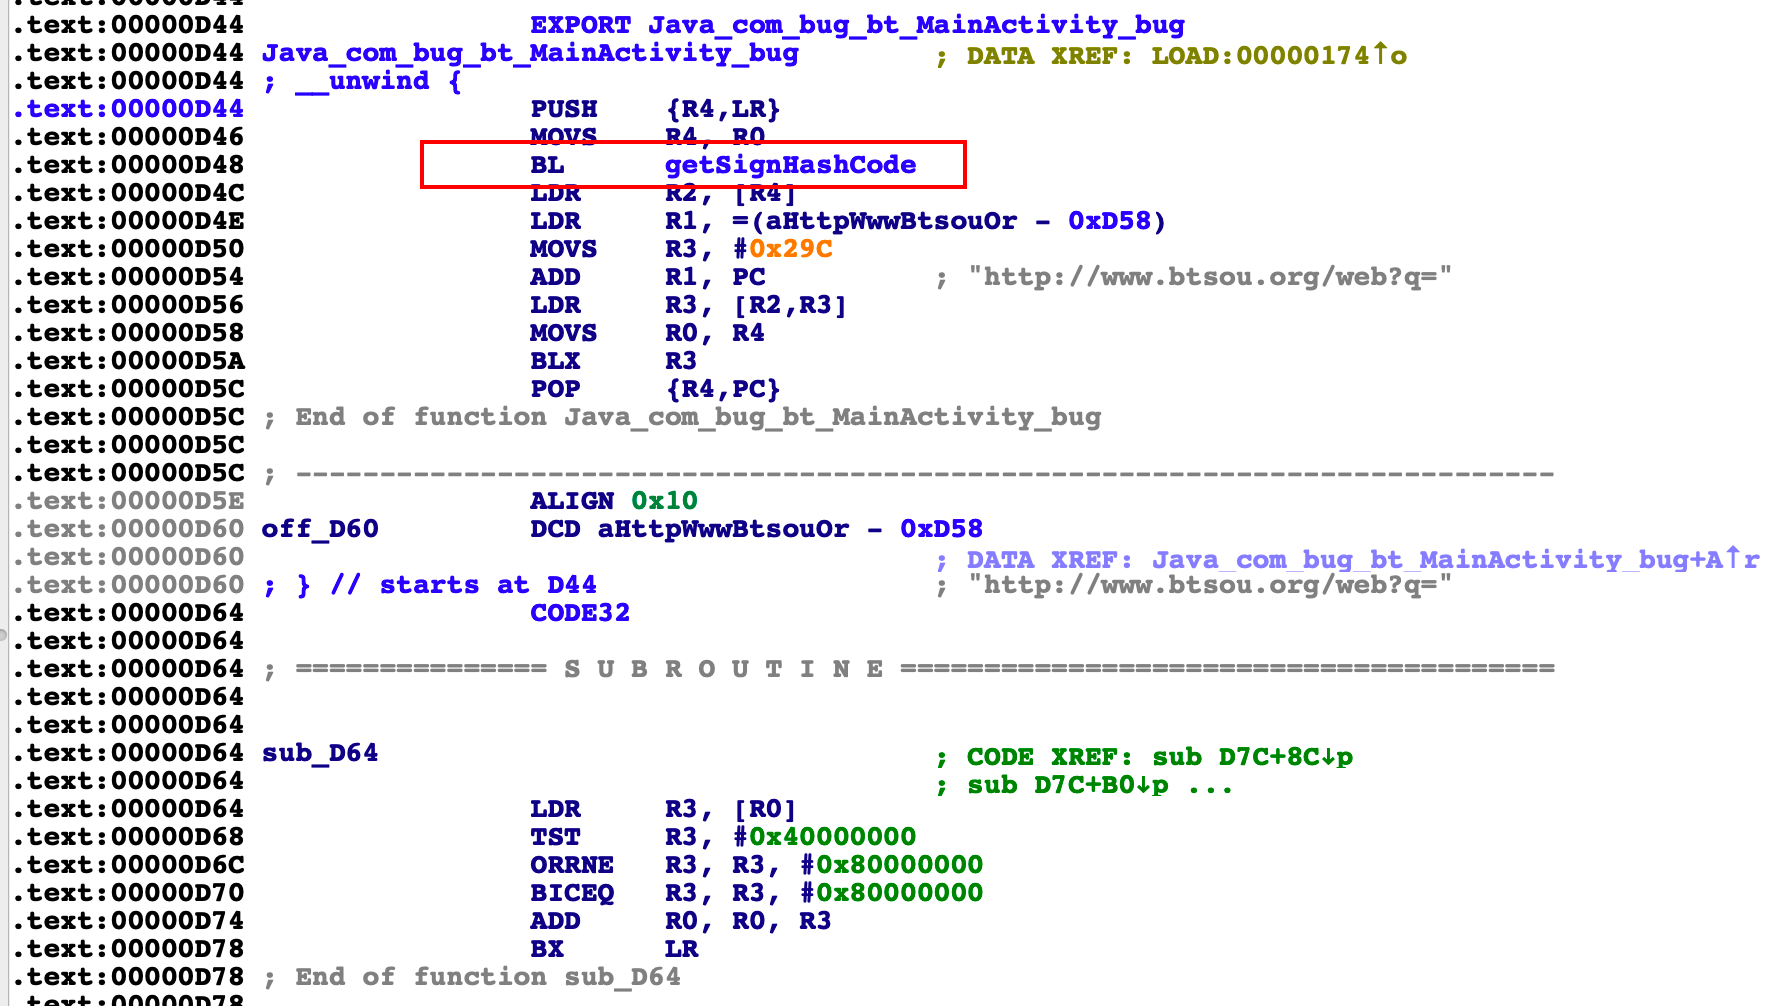 .text:00000D44
.text:00000D44 EXPORT Java_com_bug_bt_MainActivity_bug
.text:00000D44 Java_com_bug_bt_MainActivity_bug ; DATA XREF: LOAD:00000174↑o
.text:00000D44 ; __unwind {
.text:00000D44 PUSH {R4,LR}
.text:00000D46 MOVS R4, R0
.text:00000D48 BL getSignHashCode
.text:00000D4C LDR R2, [R4]
.text:00000D4E LDR R1, =(aHttpWwwBtsouOr - 0xD58)
.text:00000D50 MOVS R3, #0x29C
.text:00000D54 ADD R1, PC ; "http://www.btsou.org/web?q="
.text:00000D56 LDR R3, [R2,R3]
.text:00000D58 MOVS R0, R4
.text:00000D5A BLX R3
.text:00000D5C POP {R4,PC}
.text:00000D5C ; End of function Java_com_bug_bt_MainActivity_bug
.text:00000D5C
.text:00000D5C ; ---------------------------------------------------------------------------
.text:00000D5E ALIGN 0x10
.text:00000D60 off_D60 DCD aHttpWwwBtsouOr - 0xD58
.text:00000D60 ; DATA XREF: Java_com_bug_bt_MainActivity_bug+A↑r
.text:00000D60 ; } // starts at D44 ; "http://www.btsou.org/web?q="
.text:00000D64 CODE32
.text:00000D64
.text:00000D64 ; =============== S U B R O U T I N E =======================================
.text:00000D64
.text:00000D64
.text:00000D64 sub_D64 ; CODE XREF: sub_D7C+8C↓p
.text:00000D64 ; sub_D7C+B0↓p ...
.text:00000D64 LDR R3, [R0]
.text:00000D68 TST R3, #0x40000000
.text:00000D6C ORRNE R3, R3, #0x80000000
.text:00000D70 BICEQ R3, R3, #0x80000000
.text:00000D74 ADD R0, R0, R3
.text:00000D78 BX LR
.text:00000D78 ; End of function sub_D64
.text:00000D78